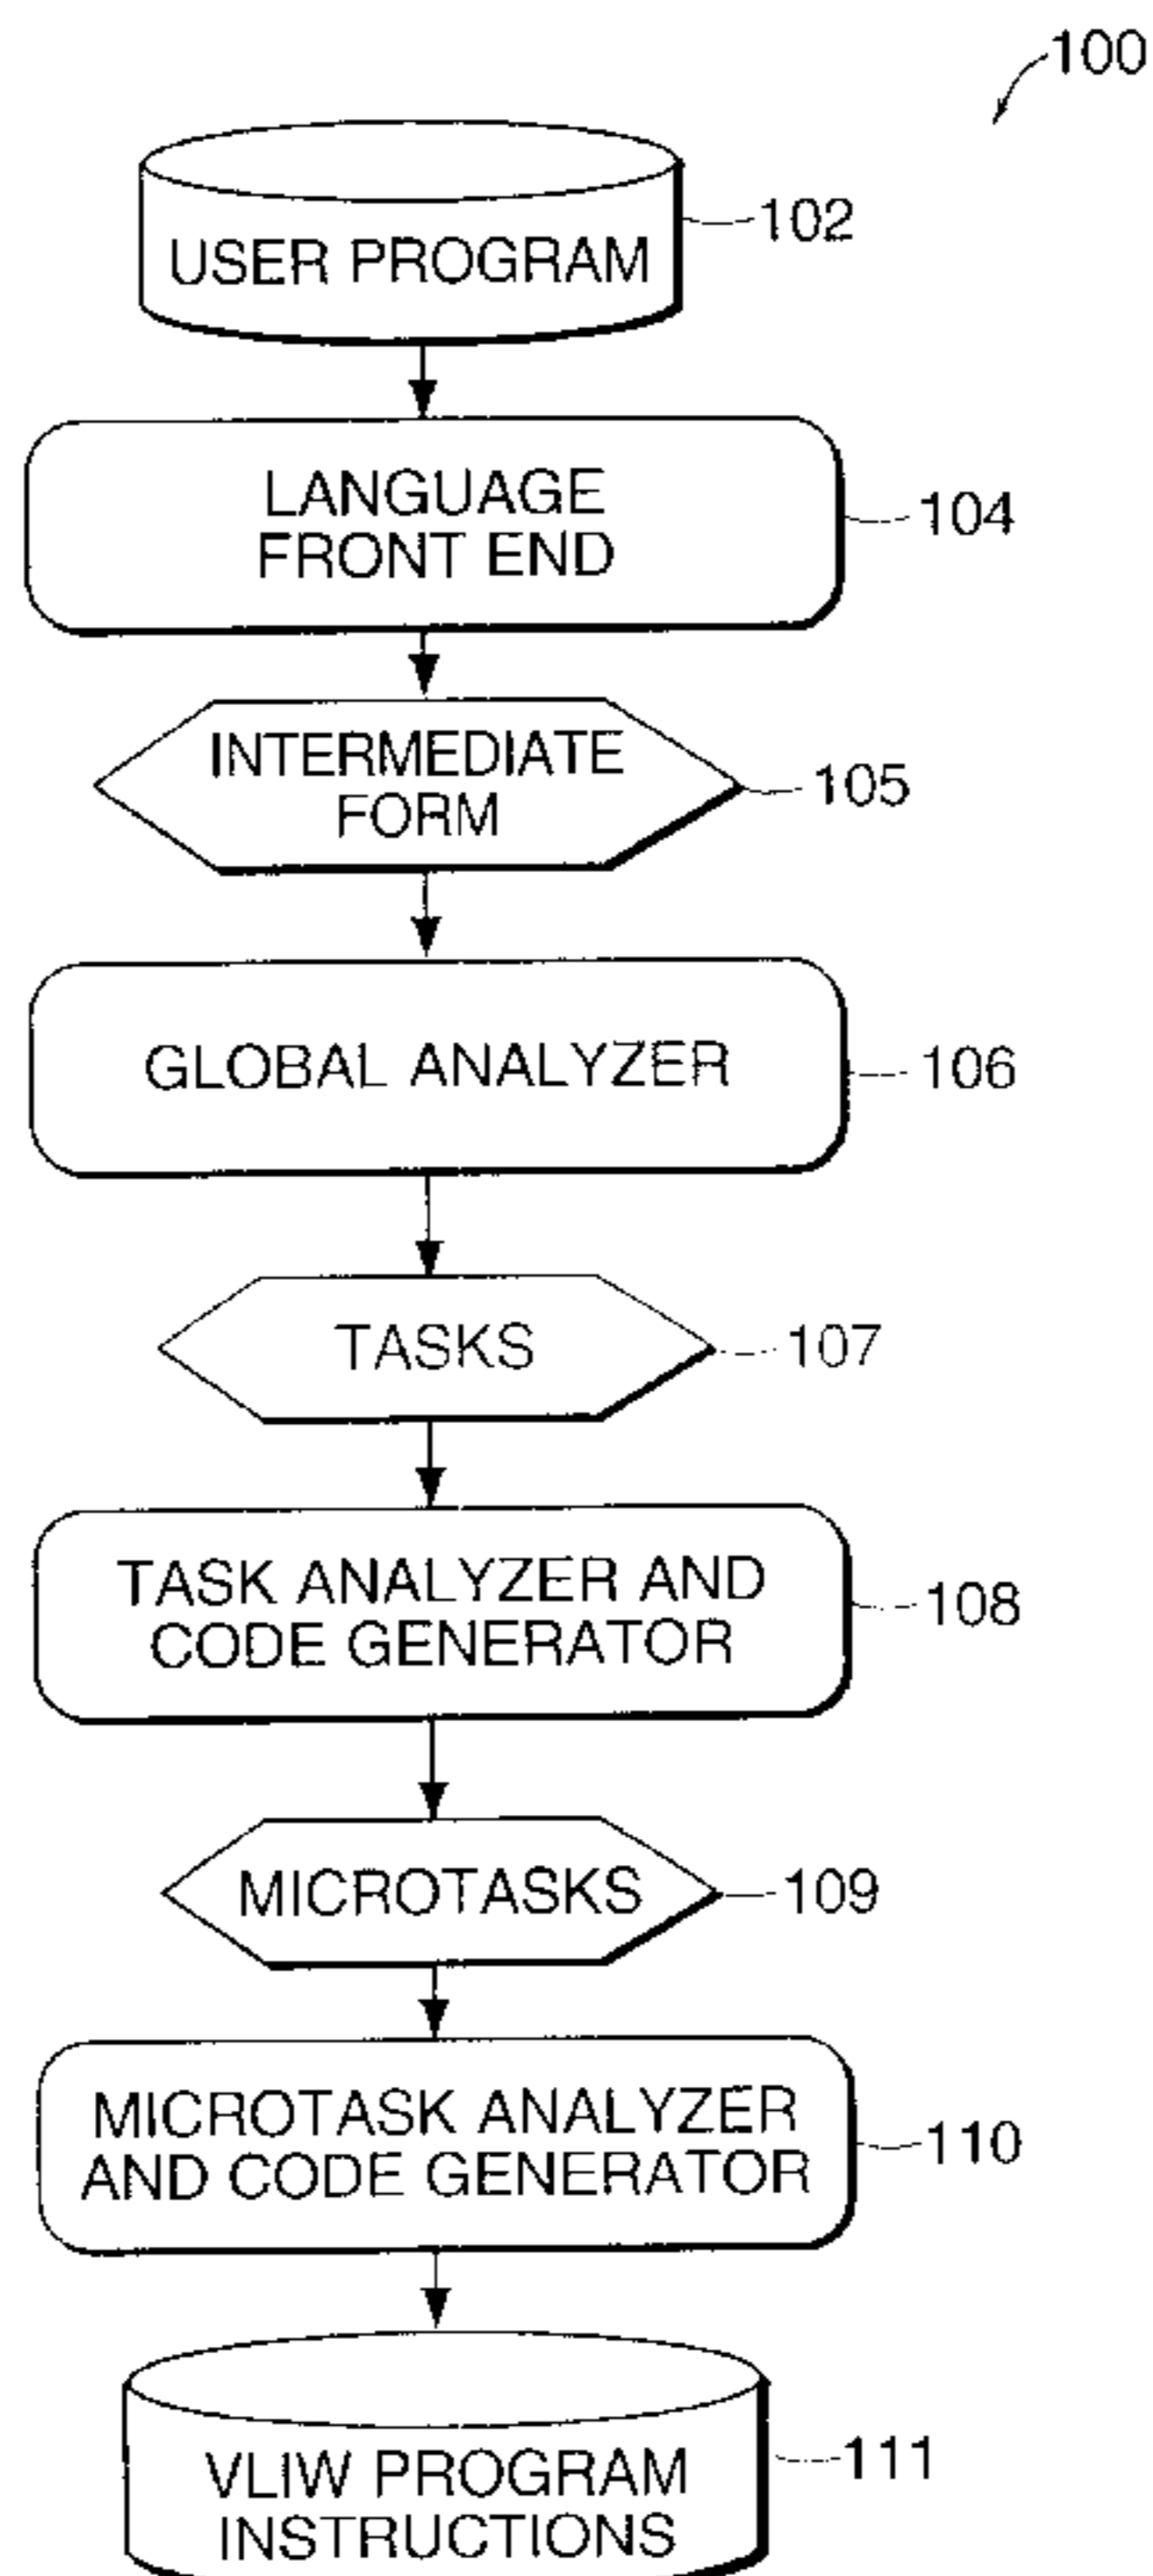 100
USER PROGRAM
102
LANGUAGE
FRONT END
104
INTERMEDIATE
FORM
105
GLOBAL ANALYZER
106
TASKS
107
TASK ANALYZER AND
CODE GENERATOR
108
MICROTASKS
109
MICROTASK ANALYZER
AND CODE GENERATOR
110
VLIW PROGRAM
INSTRUCTIONS
111